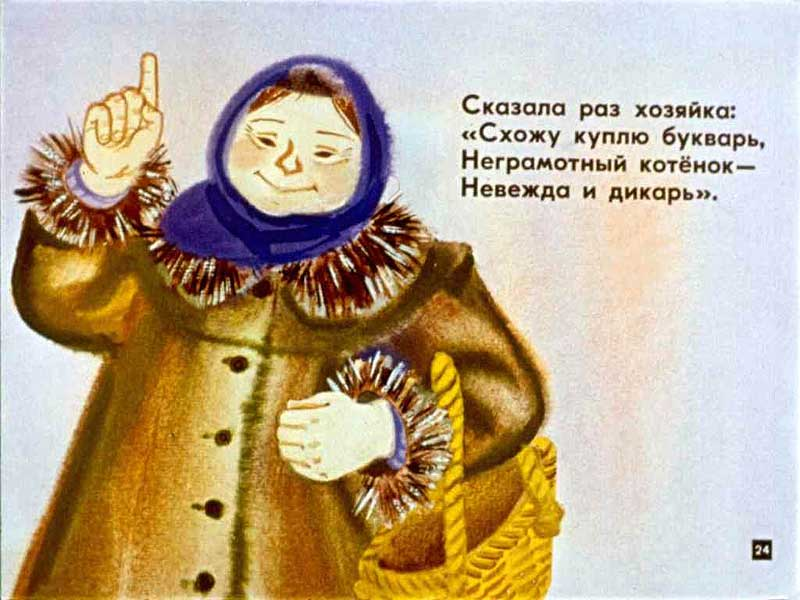 Сказала раз хозяйка:
«Схожу куплю букварь,
Неграмотный котёнок—
Невежда и дикарь».
24